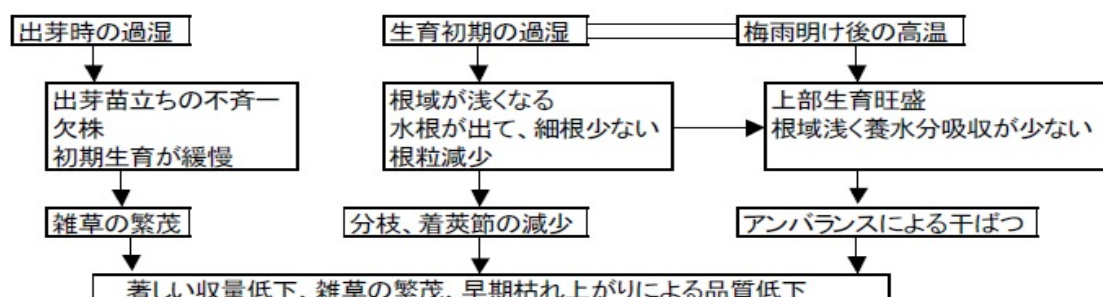 出芽時の過湿
生育初期の過湿
梅雨明け後の高温
出芽苗立ちの不斉一
欠株
初期生育が緩慢
根域が浅くなる
水根が出て、細根少ない
根粒減少
上部生育旺盛
根域浅く養水分吸収が少ない
雑草の繁茂
分枝、着莢節の減少
アンバランスによる干ばつ
著しい収量低下、雑草の繁茂、早期枯れ上がりによる品質低下